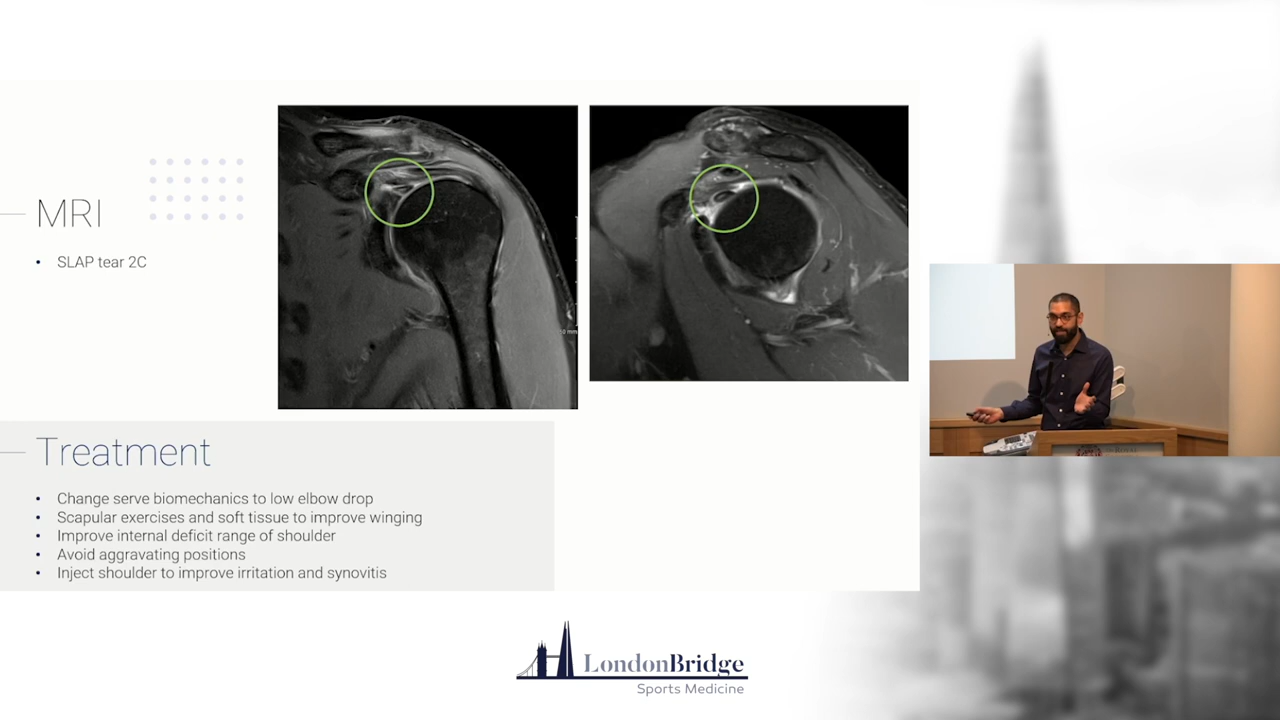 MRI
• SLAP tear 2C
10 mm
Treatment
• Change serve biomechanics to low elbow drop
• Scapular exercises and soft tissue to improve winging
• Improve internal deficit range of shoulder
• Avoid aggravating positions
• Inject shoulder to improve irritation and synovitis
LondonBridge
Sports Medicine